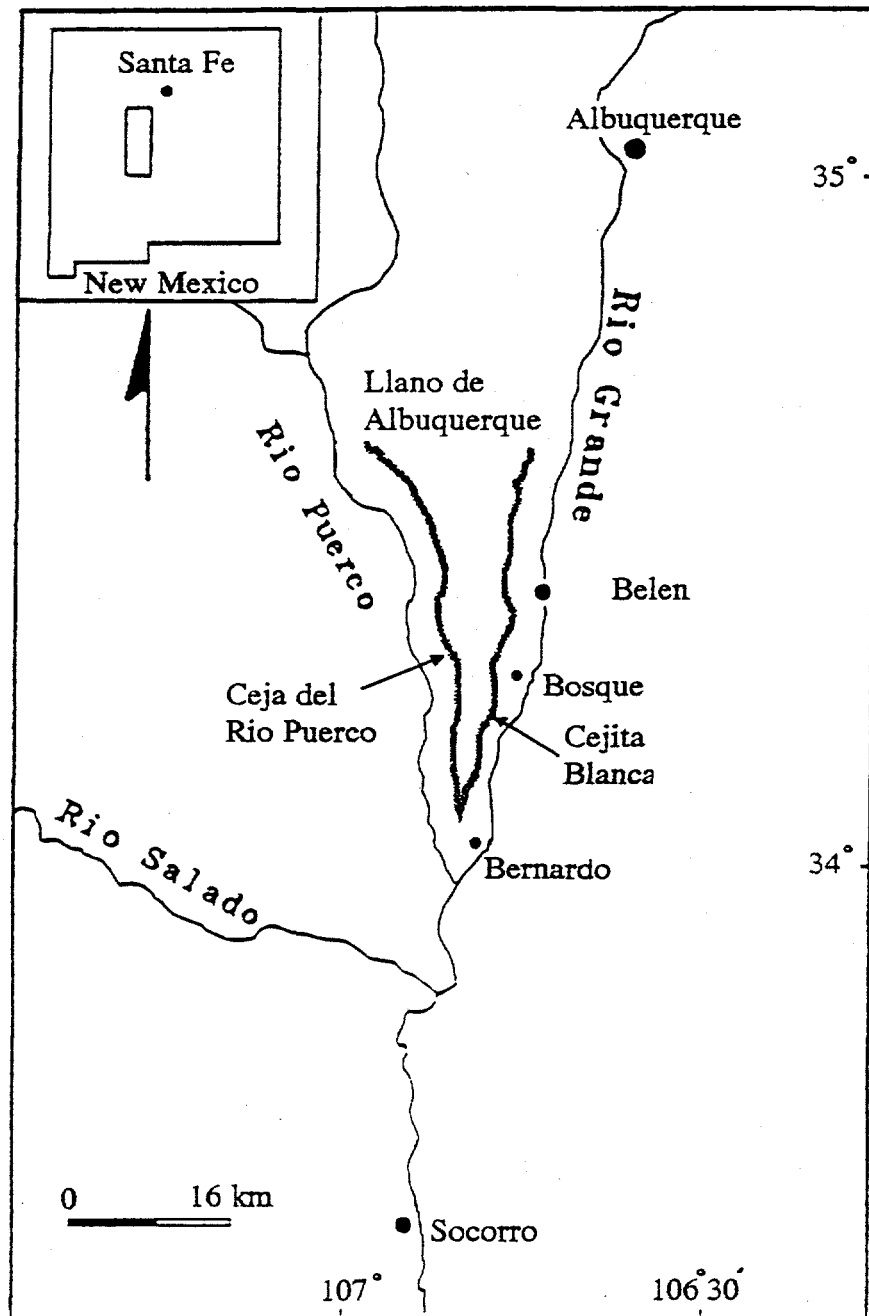 Santa Fe
New Mexico
Albuquerque
35°
Rio Grande
Llano de
Albuquerque
Rio Puerco
Belen
Bosque
Ceja del
Rio Puerco
Cejita
Blanca
Rio Salado
Bernardo
34°
0 16 km
Socorro
107° 106°30'